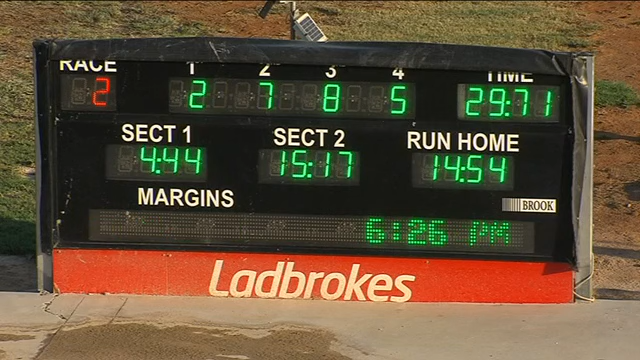 RACE 1 2 3 4 TIME
2 2 7 8 5 29:71
SECT 1 SECT 2 RUN HOME
4:44 15:17 14:54
MARGINS
BROOK
6:26 PM
Ladbrokes